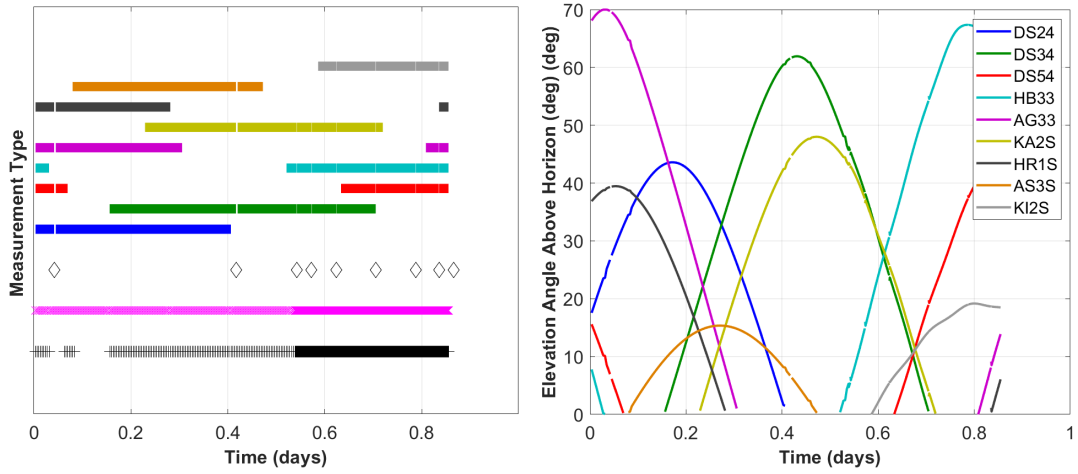 Measurement Type
0
0.2
0.4
0.6
0.8
Time (days)
Elevation Angle Above Horizon (deg) (deg)
70
60
50
40
30
20
10
0
0
0.2
0.4
0.6
0.8
1
Time (days)
DS24
DS34
DS54
HB33
AG33
KA2S
HR1S
AS3S
KI2S